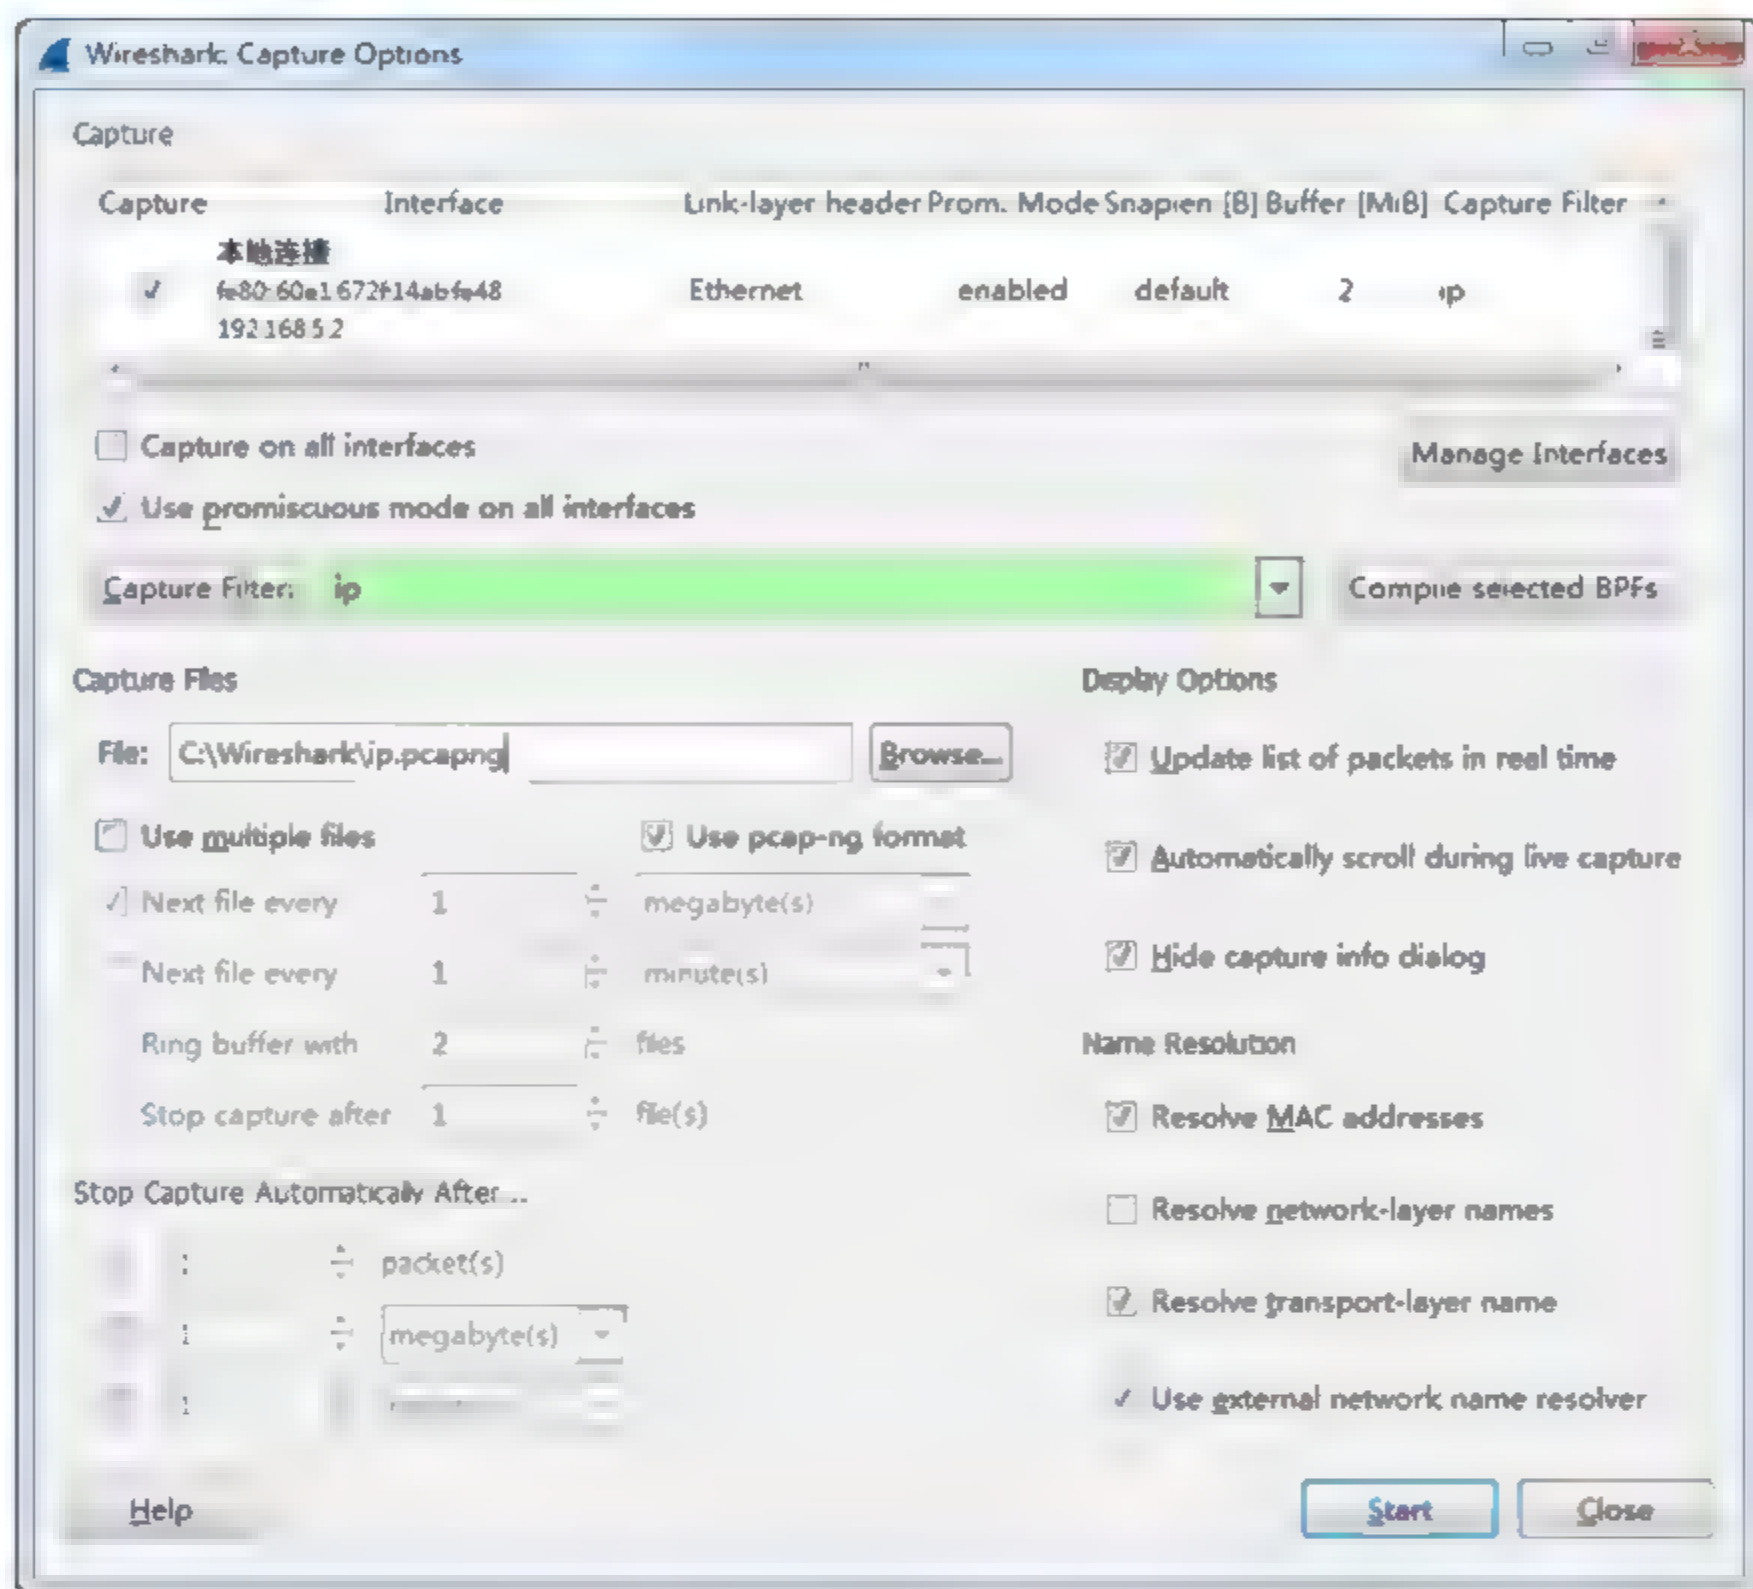 Wireshark: Capture Options
Capture
Capture Interface Link-layer header Prom. Mode Snaplen [B] Buffer [MiB] Capture Filter
本地连接
fe80:60e1:672f:14ab:fe48 Ethernet enabled default 2 ip
192.168.5.2
Capture on all interfaces
Manage Interfaces
Use promiscuous mode on all interfaces
Capture Filter: ip Compile selected BPFs
Capture Files Display Options
File: C:\Wireshark\ip.pcapng Browse... Update list of packets in real time
Use multiple files Use pcap-ng format
Automatically scroll during live capture
Next file every 1 megabyte(s)
Hide capture info dialog
Next file every 1 minute(s)
Ring buffer with 2 files Name Resolution
Stop capture after 1 file(s) Resolve MAC addresses
Stop Capture Automatically After ... Resolve network-layer names
packet(s)
Resolve transport-layer name
1 megabyte(s)
1 Use external network name resolver
Help Start Close